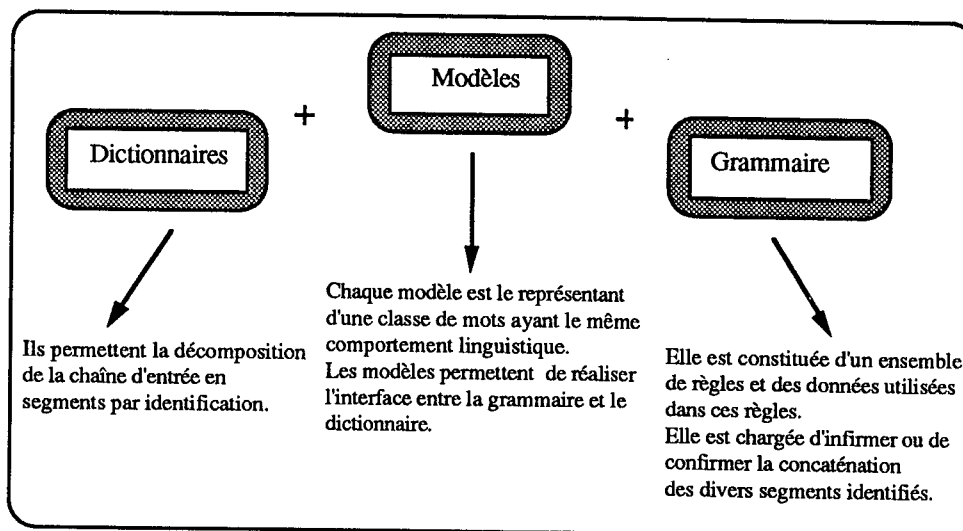 Modèles
+
+
Dictionnaires
Grammaire
Ils permettent la décomposition
de la chaîne d'entrée en
segments par identification.
Chaque modèle est le représentant
d'une classe de mots ayant le même
comportement linguistique.
Les modèles permettent de réaliser
l'interface entre la grammaire et le
dictionnaire.
Elle est constituée d'un ensemble
de règles et des données utilisées
dans ces règles.
Elle est chargée d'infirmer ou de
confirmer la concaténation
des divers segments identifiés.